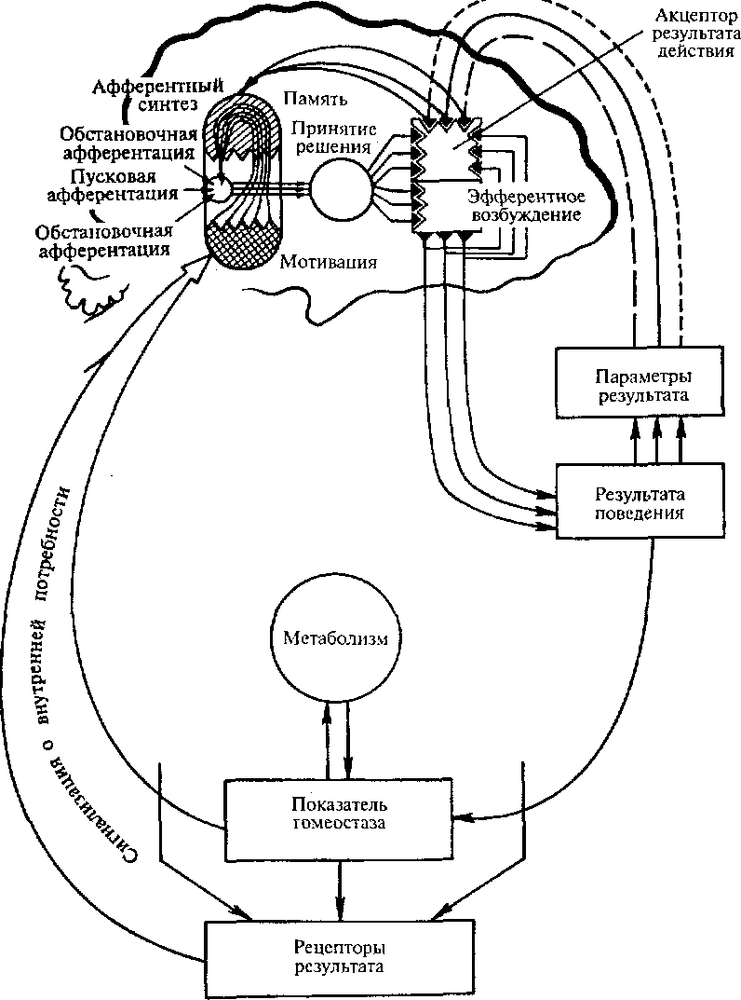 Акцептор
результата
действия
Афферентный
синтез
Память
Обстановочная
афферентация
Принятие
решения
Пусковая
афферентация
Эфферентное
возбуждение
Обстановочная
афферентация
Мотивация
Параметры
результата
Результата
поведения
Сигнализация о внутренней потребности
Метаболизм
Показатель
гомеостаза
Рецепторы
результата